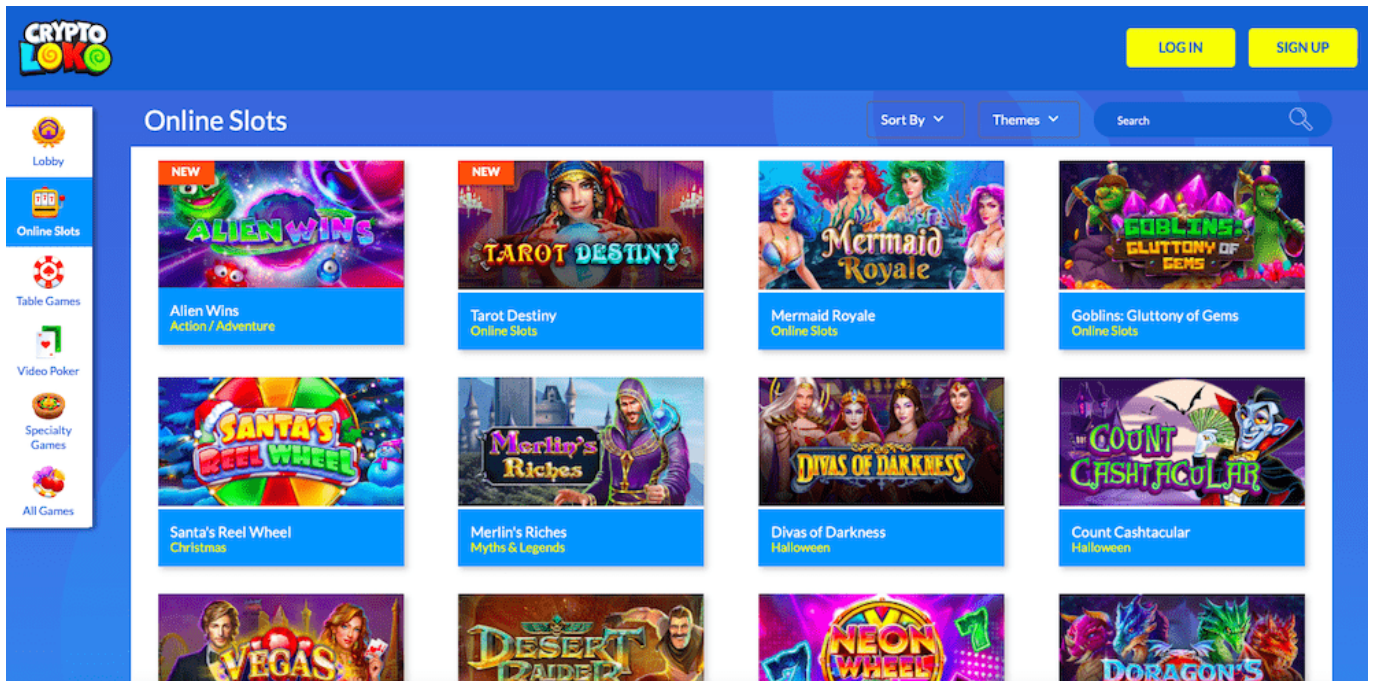 CRYPTO
LOKO
LOG IN
SIGN UP
Lobby
Online Slots
Table Games
Video Poker
Specialty
Games
All Games
Online Slots
Sort By
Themes
Search
NEW
ALIEN WINS
Alien Wins
Action / Adventure
NEW
TAROT DESTINY
Tarot Destiny
Online Slots
Mermaid
Royale
Mermaid Royale
Online Slots
GOBLINS:
GLUTTONY OF
GEMS
Goblins: Gluttony of Gems
Online Slots
SANTA'S
REEL WHEEL
Santa's Reel Wheel
Christmas
Merlin's
Riches
Merlin's Riches
Myths & Legends
DIVAS OF DARKNESS
Divas of Darkness
Halloween
COUNT
CASHTACULAR
Count Cashtacular
Halloween
VEGAS
DESERT
RAIDER
NEON
WHEEL
7
7
DORAGON'S